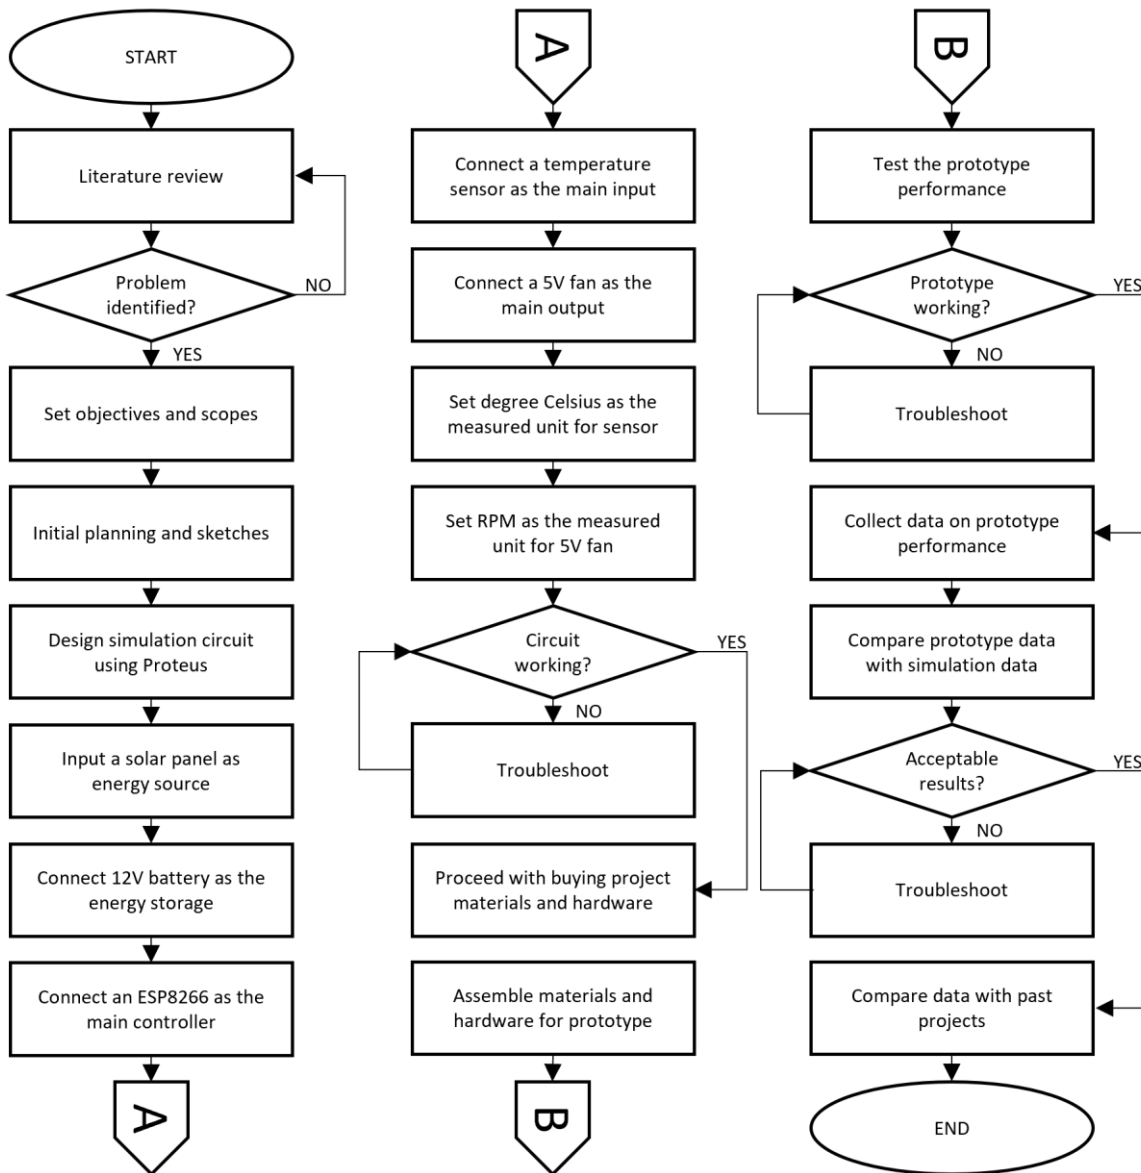 START
Literature review
Problem
identified?
NO
YES
Set objectives and scopes
Initial planning and sketches
Design simulation circuit
using Proteus
Input a solar panel as
energy source
Connect 12V battery as the
energy storage
Connect an ESP8266 as the
main controller
A
A
Connect a temperature
sensor as the main input
Connect a 5V fan as the
main output
Set degree Celsius as the
measured unit for sensor
Set RPM as the measured
unit for 5V fan
Circuit
working?
YES
NO
Troubleshoot
Proceed with buying project
materials and hardware
Assemble materials and
hardware for prototype
B
B
Test the prototype
performance
Prototype
working?
YES
NO
Troubleshoot
Collect data on prototype
performance
Compare prototype data
with simulation data
Acceptable
results?
YES
NO
Troubleshoot
Compare data with past
projects
END